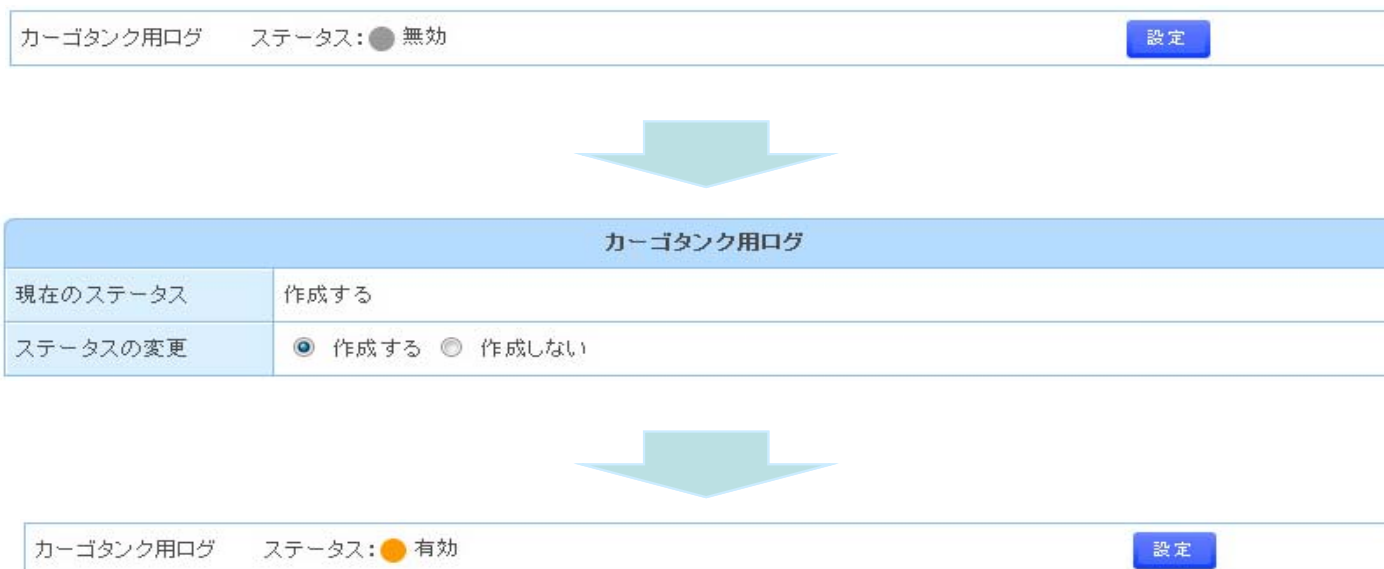 カーゴタンク用ログ ステータス:無効 設定
カーゴタンク用ログ
現在のステータス 作成する
ステータスの変更 作成する 作成しない
カーゴタンク用ログ ステータス:有効 設定